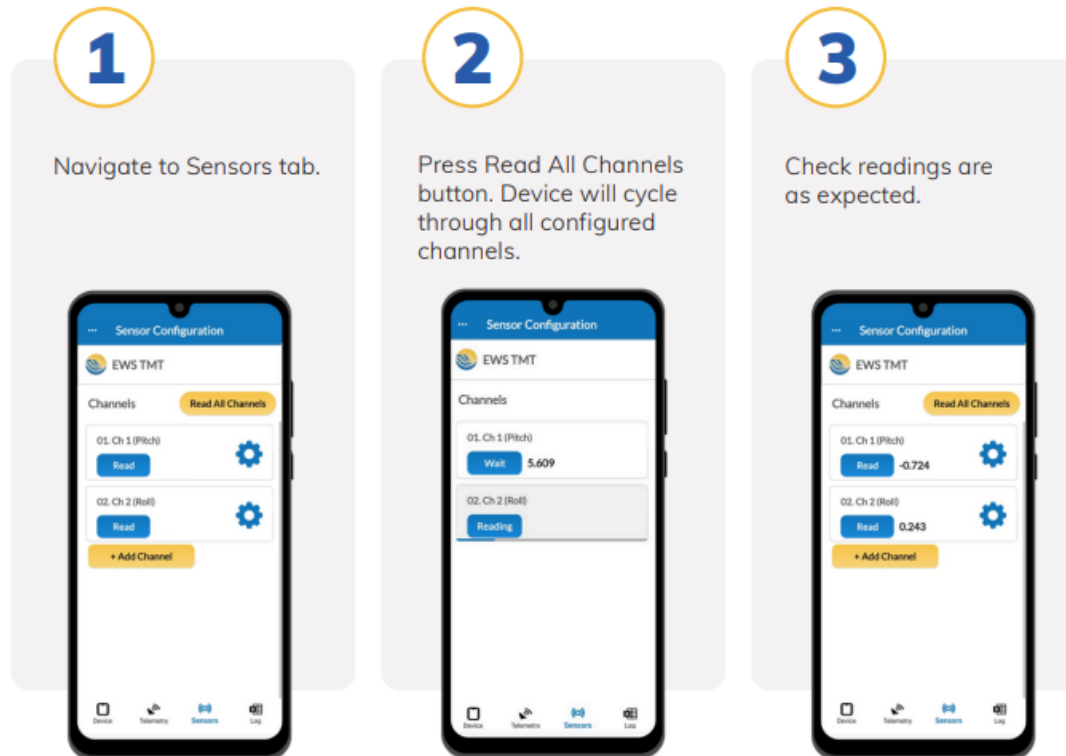 1
Navigate to Sensors tab.
... Sensor Configuration
EWS TMT
Channels
Read All Channels
01. Ch 1 (Pitch)
Read
02. Ch 2 (Roll)
Read
+ Add Channel
Device Telemetry Sensors Log
2
Press Read All Channels
button. Device will cycle
through all configured
channels.
... Sensor Configuration
EWS TMT
Channels
01. Ch 1 (Pitch)
Wait 5.609
02. Ch 2 (Roll)
Reading
Device Telemetry Sensors Log
3
Check readings are
as expected.
... Sensor Configuration
EWS TMT
Channels
Read All Channels
01. Ch 1 (Pitch)
Read -0.724
02. Ch 2 (Roll)
Read 0.243
+ Add Channel
Device Telemetry Sensors Log